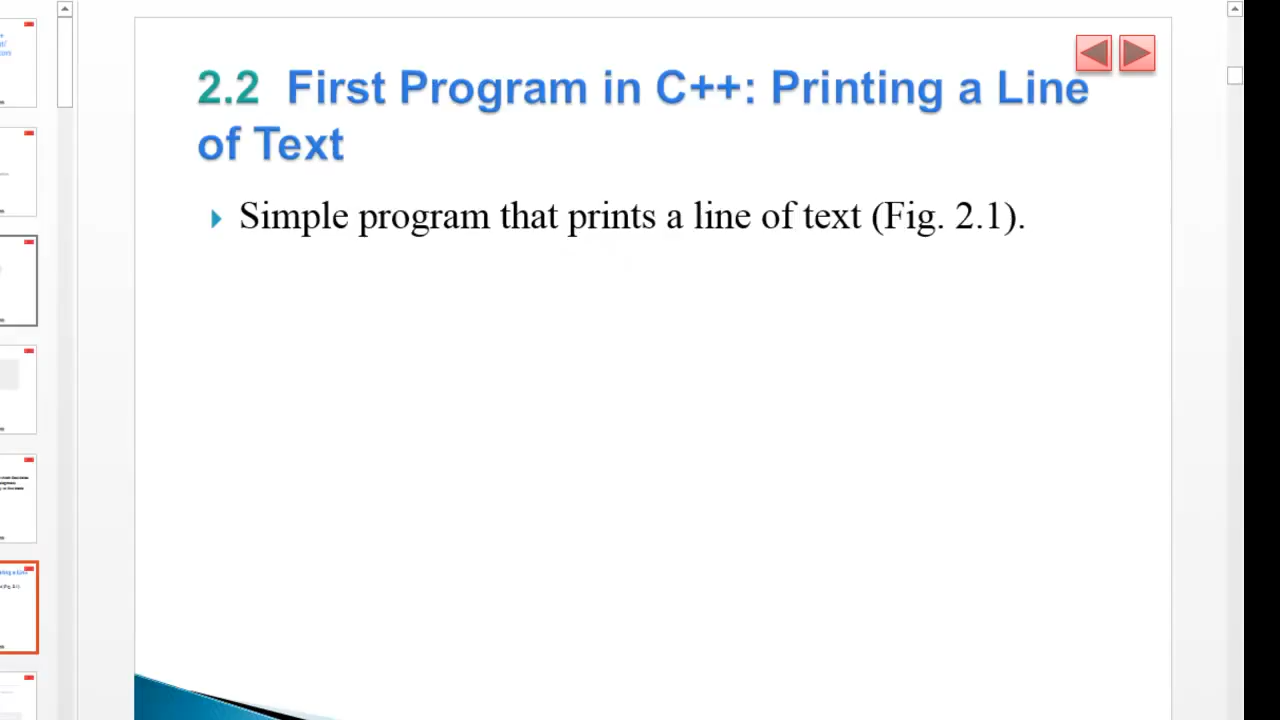 2.2 First Program in C++: Printing a Line
of Text
Simple program that prints a line of text (Fig. 2.1).